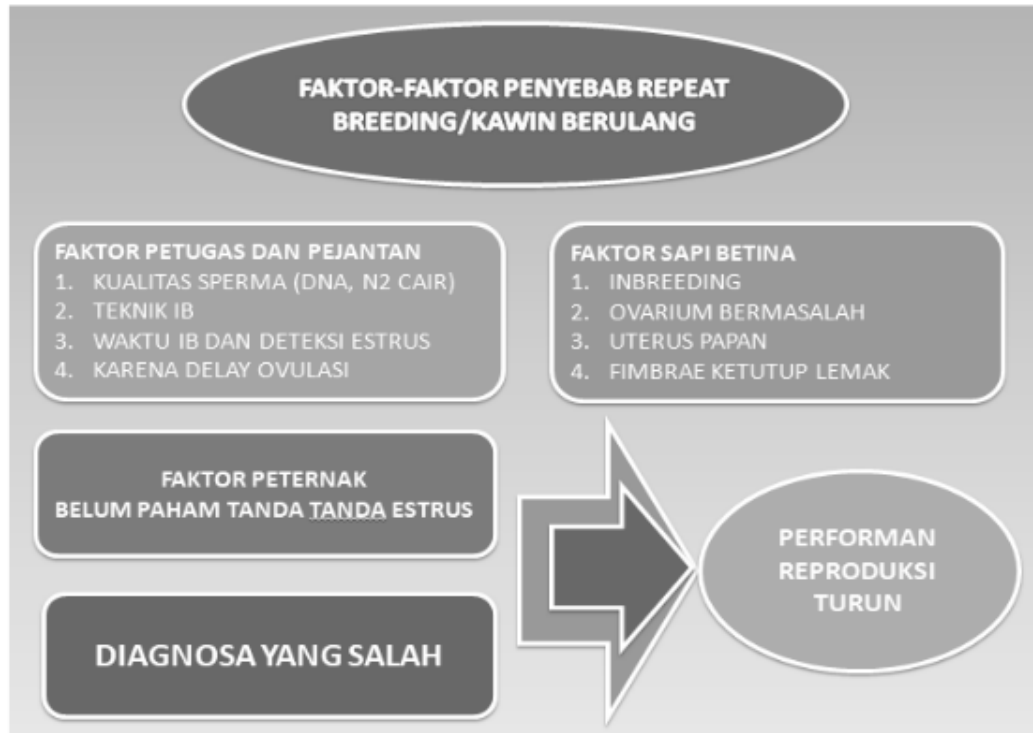 FAKTOR-FAKTOR PENYEBAB REPEAT
BREEDING/KAWIN BERULANG
FAKTOR PETUGAS DAN PEJANTAN
1. KUALITAS SPERMA (DNA, N2 CAIR)
2. TEKNIK IB
3. WAKTU IB DAN DETEKSI ESTRUS
4. KARENA DELAY OVULASI
FAKTOR SAPI BETINA
1. INBREEDING
2. OVARIUM BERMASALAH
3. UTERUS PAPAN
4. FIMBRAE KETUTUP LEMAK
FAKTOR PETERNAK
BELUM PAHAM TANDA TANDA ESTRUS
DIAGNOSA YANG SALAH
PERFORMAN
REPRODUKSI
TURUN